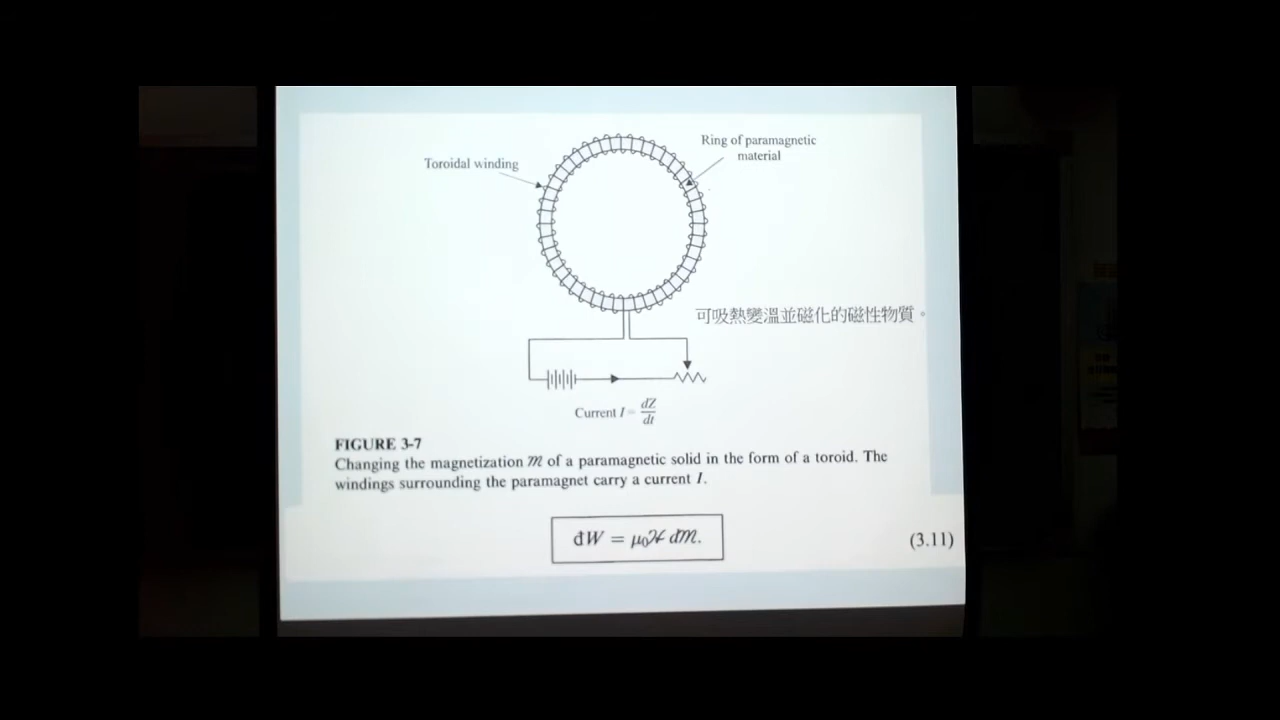 Toroidal winding
Ring of paramagnetic
material
可吸熱變溫並磁化的磁性物質。
Current I = dZ/dt
FIGURE 3-7
Changing the magnetization 𝓜 of a paramagnetic solid in the form of a toroid. The
windings surrounding the paramagnet carry a current I.
đW = μ₀ℋ d𝓜.
(3.11)